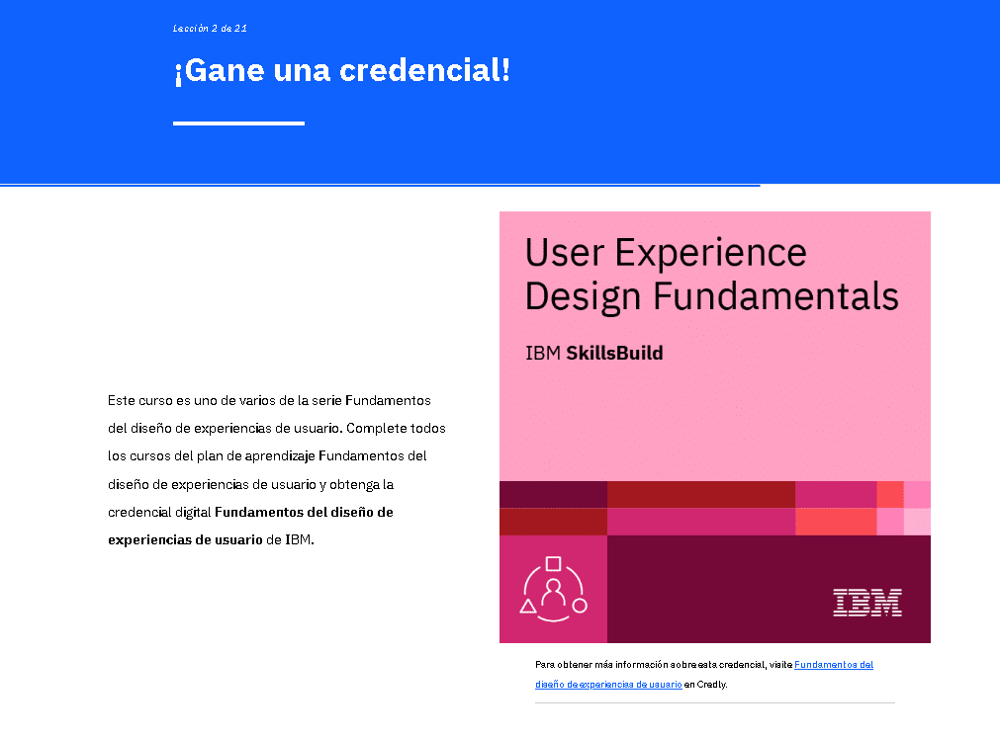 Lección 2 de 21
¡Gane una credencial!
Este curso es uno de varios de la serie Fundamentos
del diseño de experiencias de usuario. Complete todos
los cursos del plan de aprendizaje Fundamentos del
diseño de experiencias de usuario y obtenga la
credencial digital Fundamentos del diseño de
experiencias de usuario de IBM.
User Experience
Design Fundamentals
IBM SkillsBuild
IBM
Para obtener más información sobre esta credencial, visite Fundamentos del
diseño de experiencias de usuario en Credly.